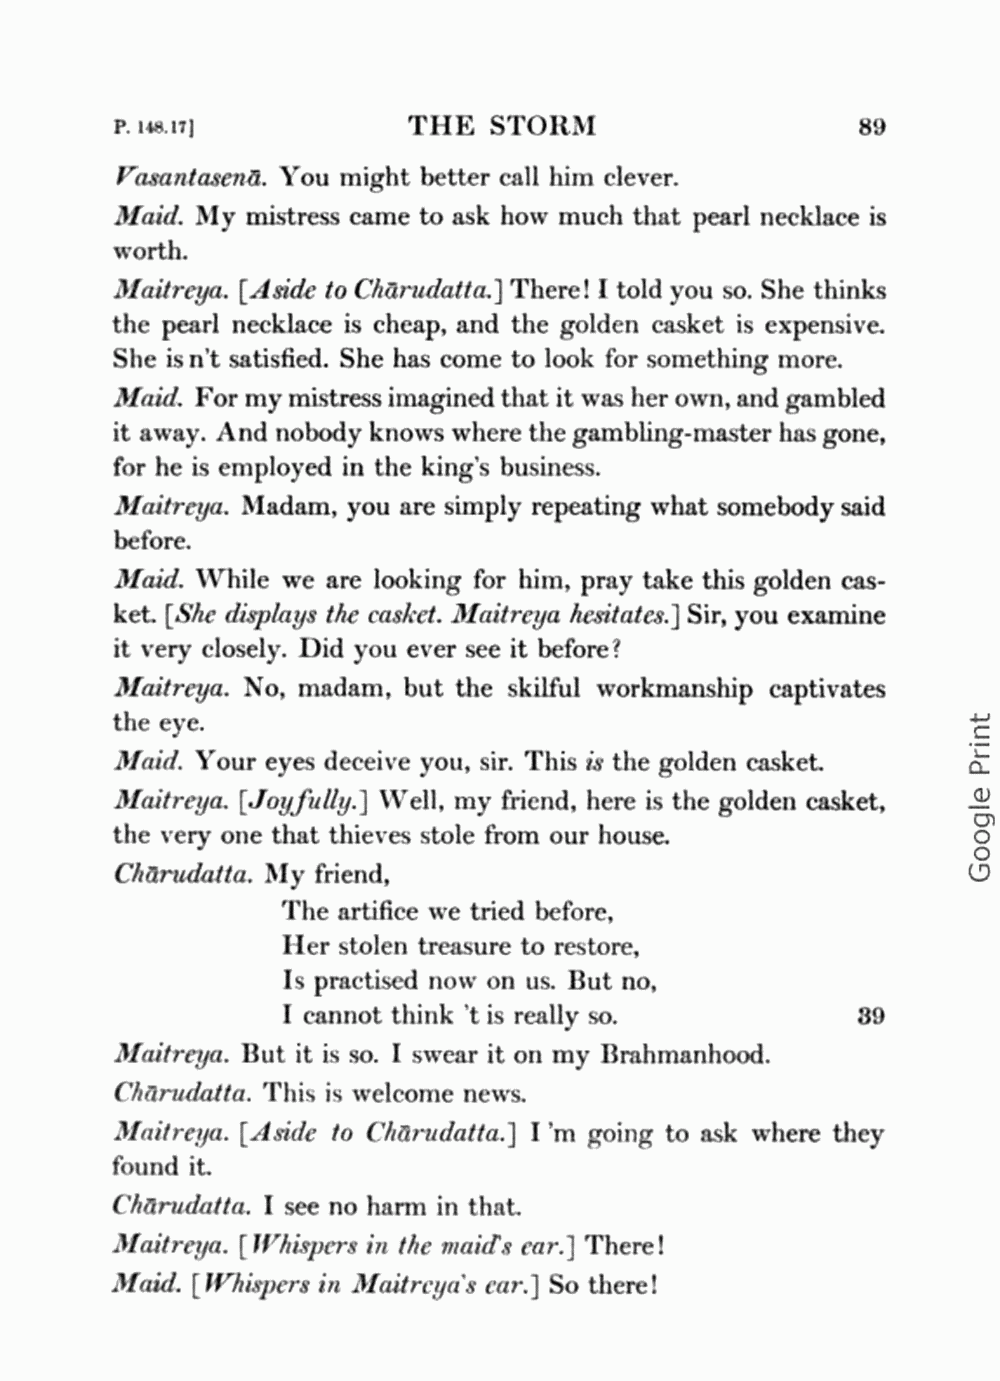 P. 148.17] THE STORM 89
Vasantasenā. You might better call him clever.
Maid. My mistress came to ask how much that pearl necklace is
worth.
Maitreya. [Aside to Chārudatta.] There! I told you so. She thinks
the pearl necklace is cheap, and the golden casket is expensive.
She is n't satisfied. She has come to look for something more.
Maid. For my mistress imagined that it was her own, and gambled
it away. And nobody knows where the gambling-master has gone,
for he is employed in the king's business.
Maitreya. Madam, you are simply repeating what somebody said
before.
Maid. While we are looking for him, pray take this golden cas-
ket. [She displays the casket. Maitreya hesitates.] Sir, you examine
it very closely. Did you ever see it before?
Maitreya. No, madam, but the skilful workmanship captivates
the eye.
Maid. Your eyes deceive you, sir. This is the golden casket.
Maitreya. [Joyfully.] Well, my friend, here is the golden casket,
the very one that thieves stole from our house.
Chārudatta. My friend,
The artifice we tried before,
Her stolen treasure to restore,
Is practised now on us. But no,
I cannot think 't is really so. 39
Maitreya. But it is so. I swear it on my Brahmanhood.
Chārudatta. This is welcome news.
Maitreya. [Aside to Chārudatta.] I 'm going to ask where they
found it.
Chārudatta. I see no harm in that.
Maitreya. [Whispers in the maid's ear.] There!
Maid. [Whispers in Maitreya's ear.] So there!
Google Print